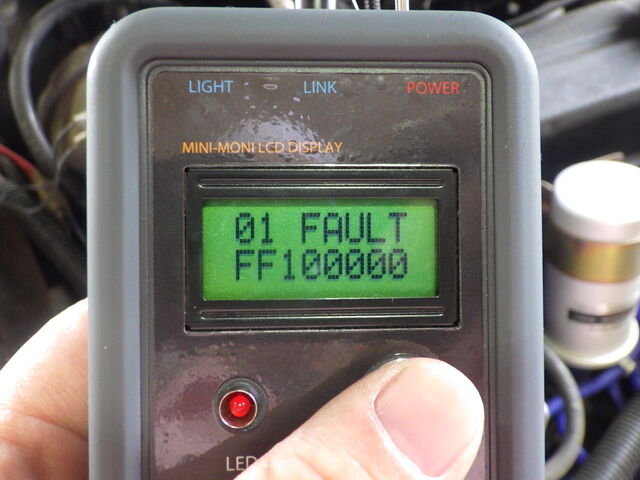 LIGHT LINK POWER
MINI-MONI LCD DISPLAY
01 FAULT
FF100000
LED